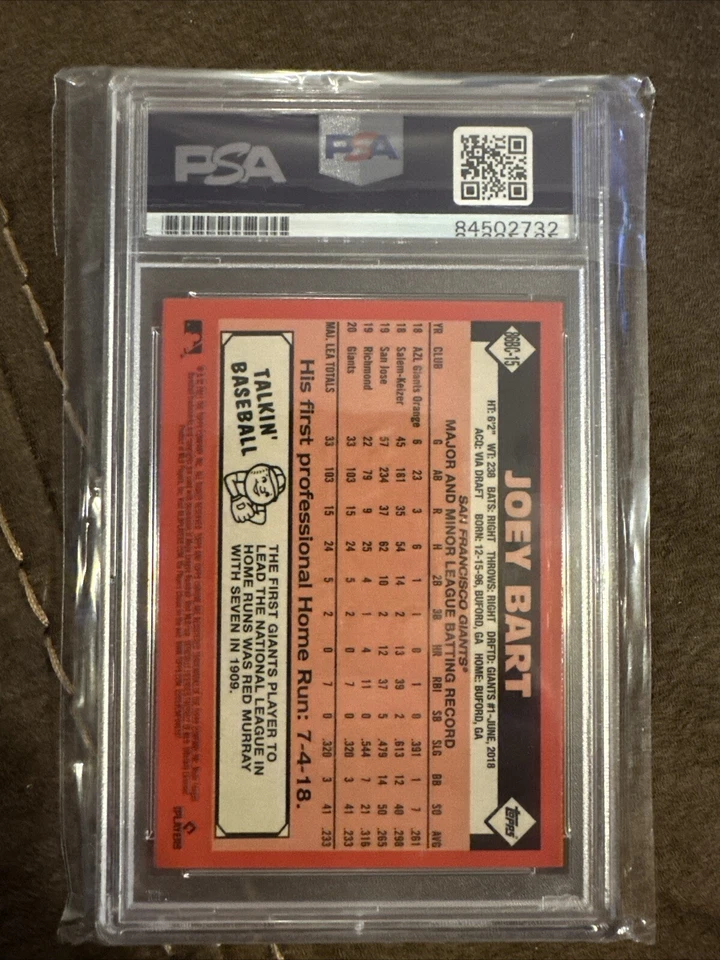 PSA
PSA
84502732
86BC-15
JOEY BART
Topps
HT: 6'2" WT: 238 BATS: RIGHT THROWS: RIGHT DRFTD: GIANTS #1-JUNE, 2018
ACQ: VIA DRAFT BORN: 12-15-96, BUFORD, GA HOME: BUFORD, GA
SAN FRANCISCO GIANTS®
MAJOR AND MINOR LEAGUE BATTING RECORD
YR CLUB G AB R H 2B 3B HR RBI SB SLG BB SO AVG
18 AZL Giants Orange 6 23 3 6 1 1 0 1 0 .391 1 7 .261
18 Salem-Keizer 45 181 35 54 14 2 13 39 2 .613 12 40 .298
19 San Jose 57 234 37 62 10 2 12 37 5 .479 14 50 .265
19 Richmond 22 79 9 25 4 1 4 11 0 .544 7 21 .316
20 Giants 33 103 15 24 5 2 0 7 0 .320 3 41 .233
MAJ. LEA TOTALS 33 103 15 24 5 2 0 7 0 .320 3 41 .233
His first professional Home Run: 7-4-18.
TALKIN'
BASEBALL
THE FIRST GIANTS PLAYER TO
LEAD THE NATIONAL LEAGUE IN
HOME RUNS WAS RED MURRAY
WITH SEVEN IN 1909.
PLAYERS